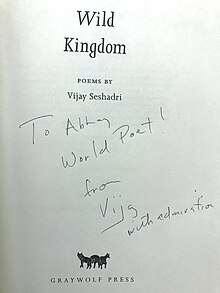 Wild
Kingdom
POEMS BY
Vijay Seshadri
To Abhay
World Poet!
from
Vijay
with admiration
GRAYWOLF PRESS